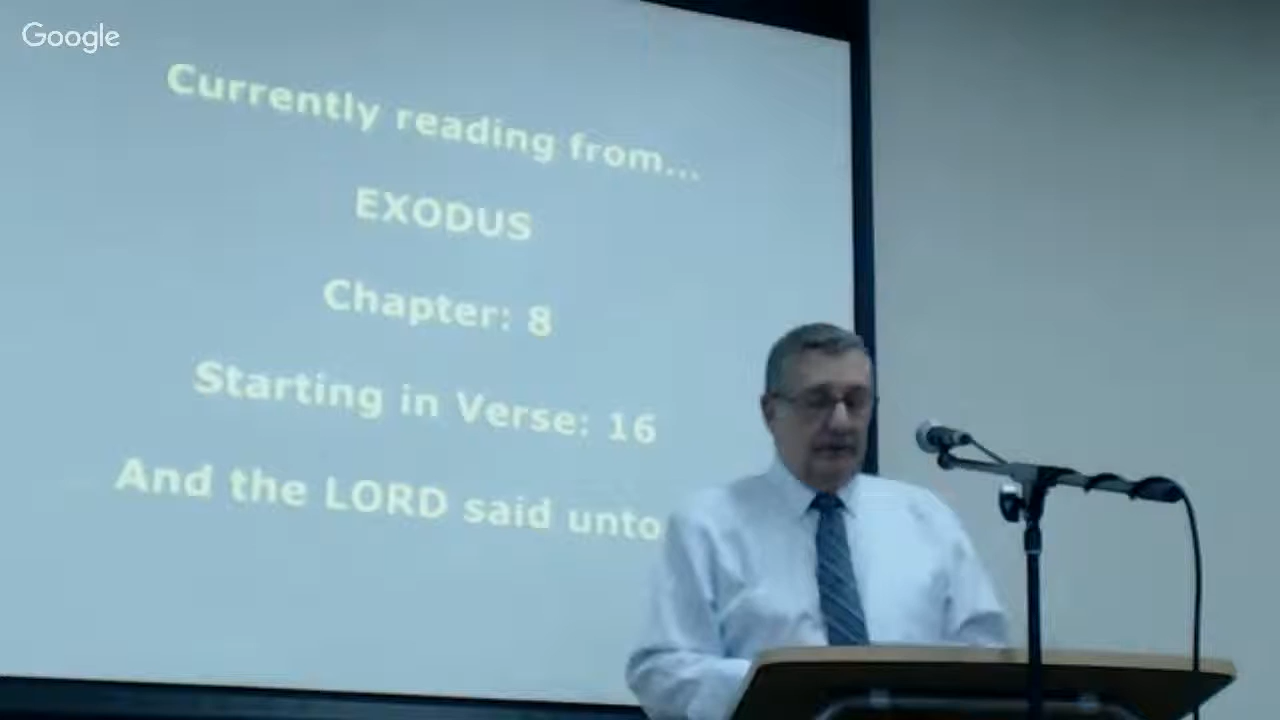 Google
Currently reading from...
EXODUS
Chapter: 8
Starting in Verse: 16
And the LORD said unto